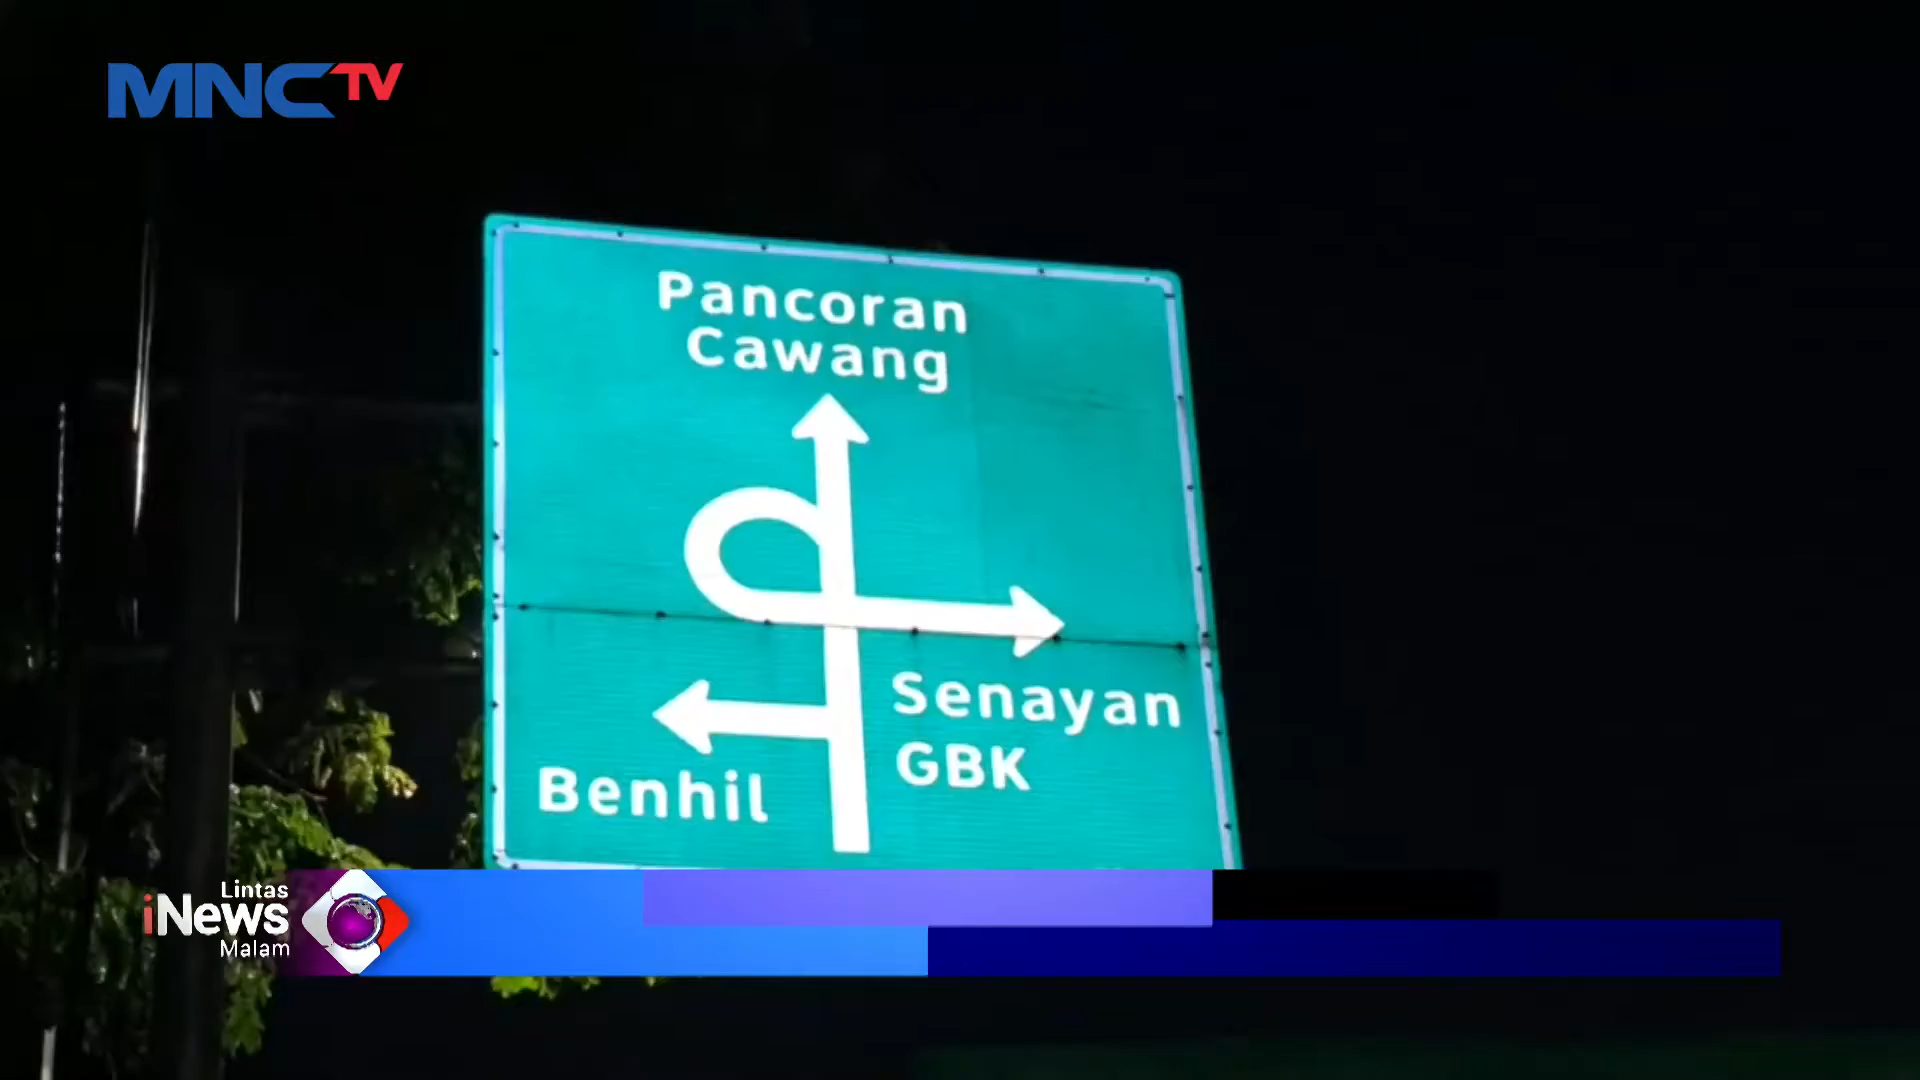 MNCTV
Pancoran
Cawang
Senayan
GBK
Benhil
Lintas
iNews
Malam